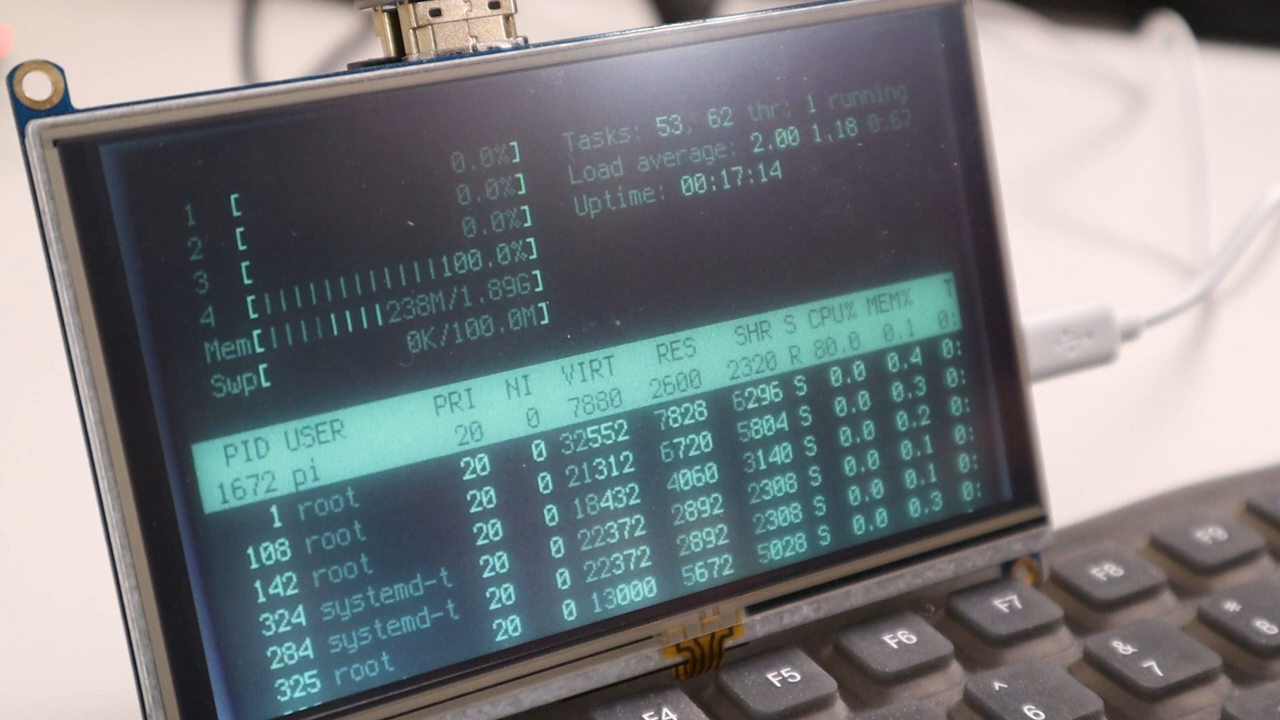 1 [ 0.0%]
2 [ 0.0%]
3 [ 0.0%]
4 [||||||||||||||100.0%]
Mem[|||||||||238M/1.89G]
Swp[ 0K/100.0M]
Tasks: 53, 62 thr; 1 running
Load average: 2.00 1.18 0.67
Uptime: 00:17:14
PID USER PRI NI VIRT RES SHR S CPU% MEM% T
1672 pi 20 0 7880 2600 2320 R 80.0 0.1 0:
1 root 20 0 32552 7828 6296 S 0.0 0.4 0:
108 root 20 0 21312 6720 5804 S 0.0 0.3 0:
142 root 20 0 18432 4060 3140 S 0.0 0.2 0:
324 systemd-t 20 0 22372 2892 2308 S 0.0 0.1 0:
284 systemd-t 20 0 22372 2892 2308 S 0.0 0.1 0:
325 root 20 0 13000 5672 5028 S 0.0 0.3 0:
F4 F5 F6 F7 F8 F9
^ 6 & 7 * 8